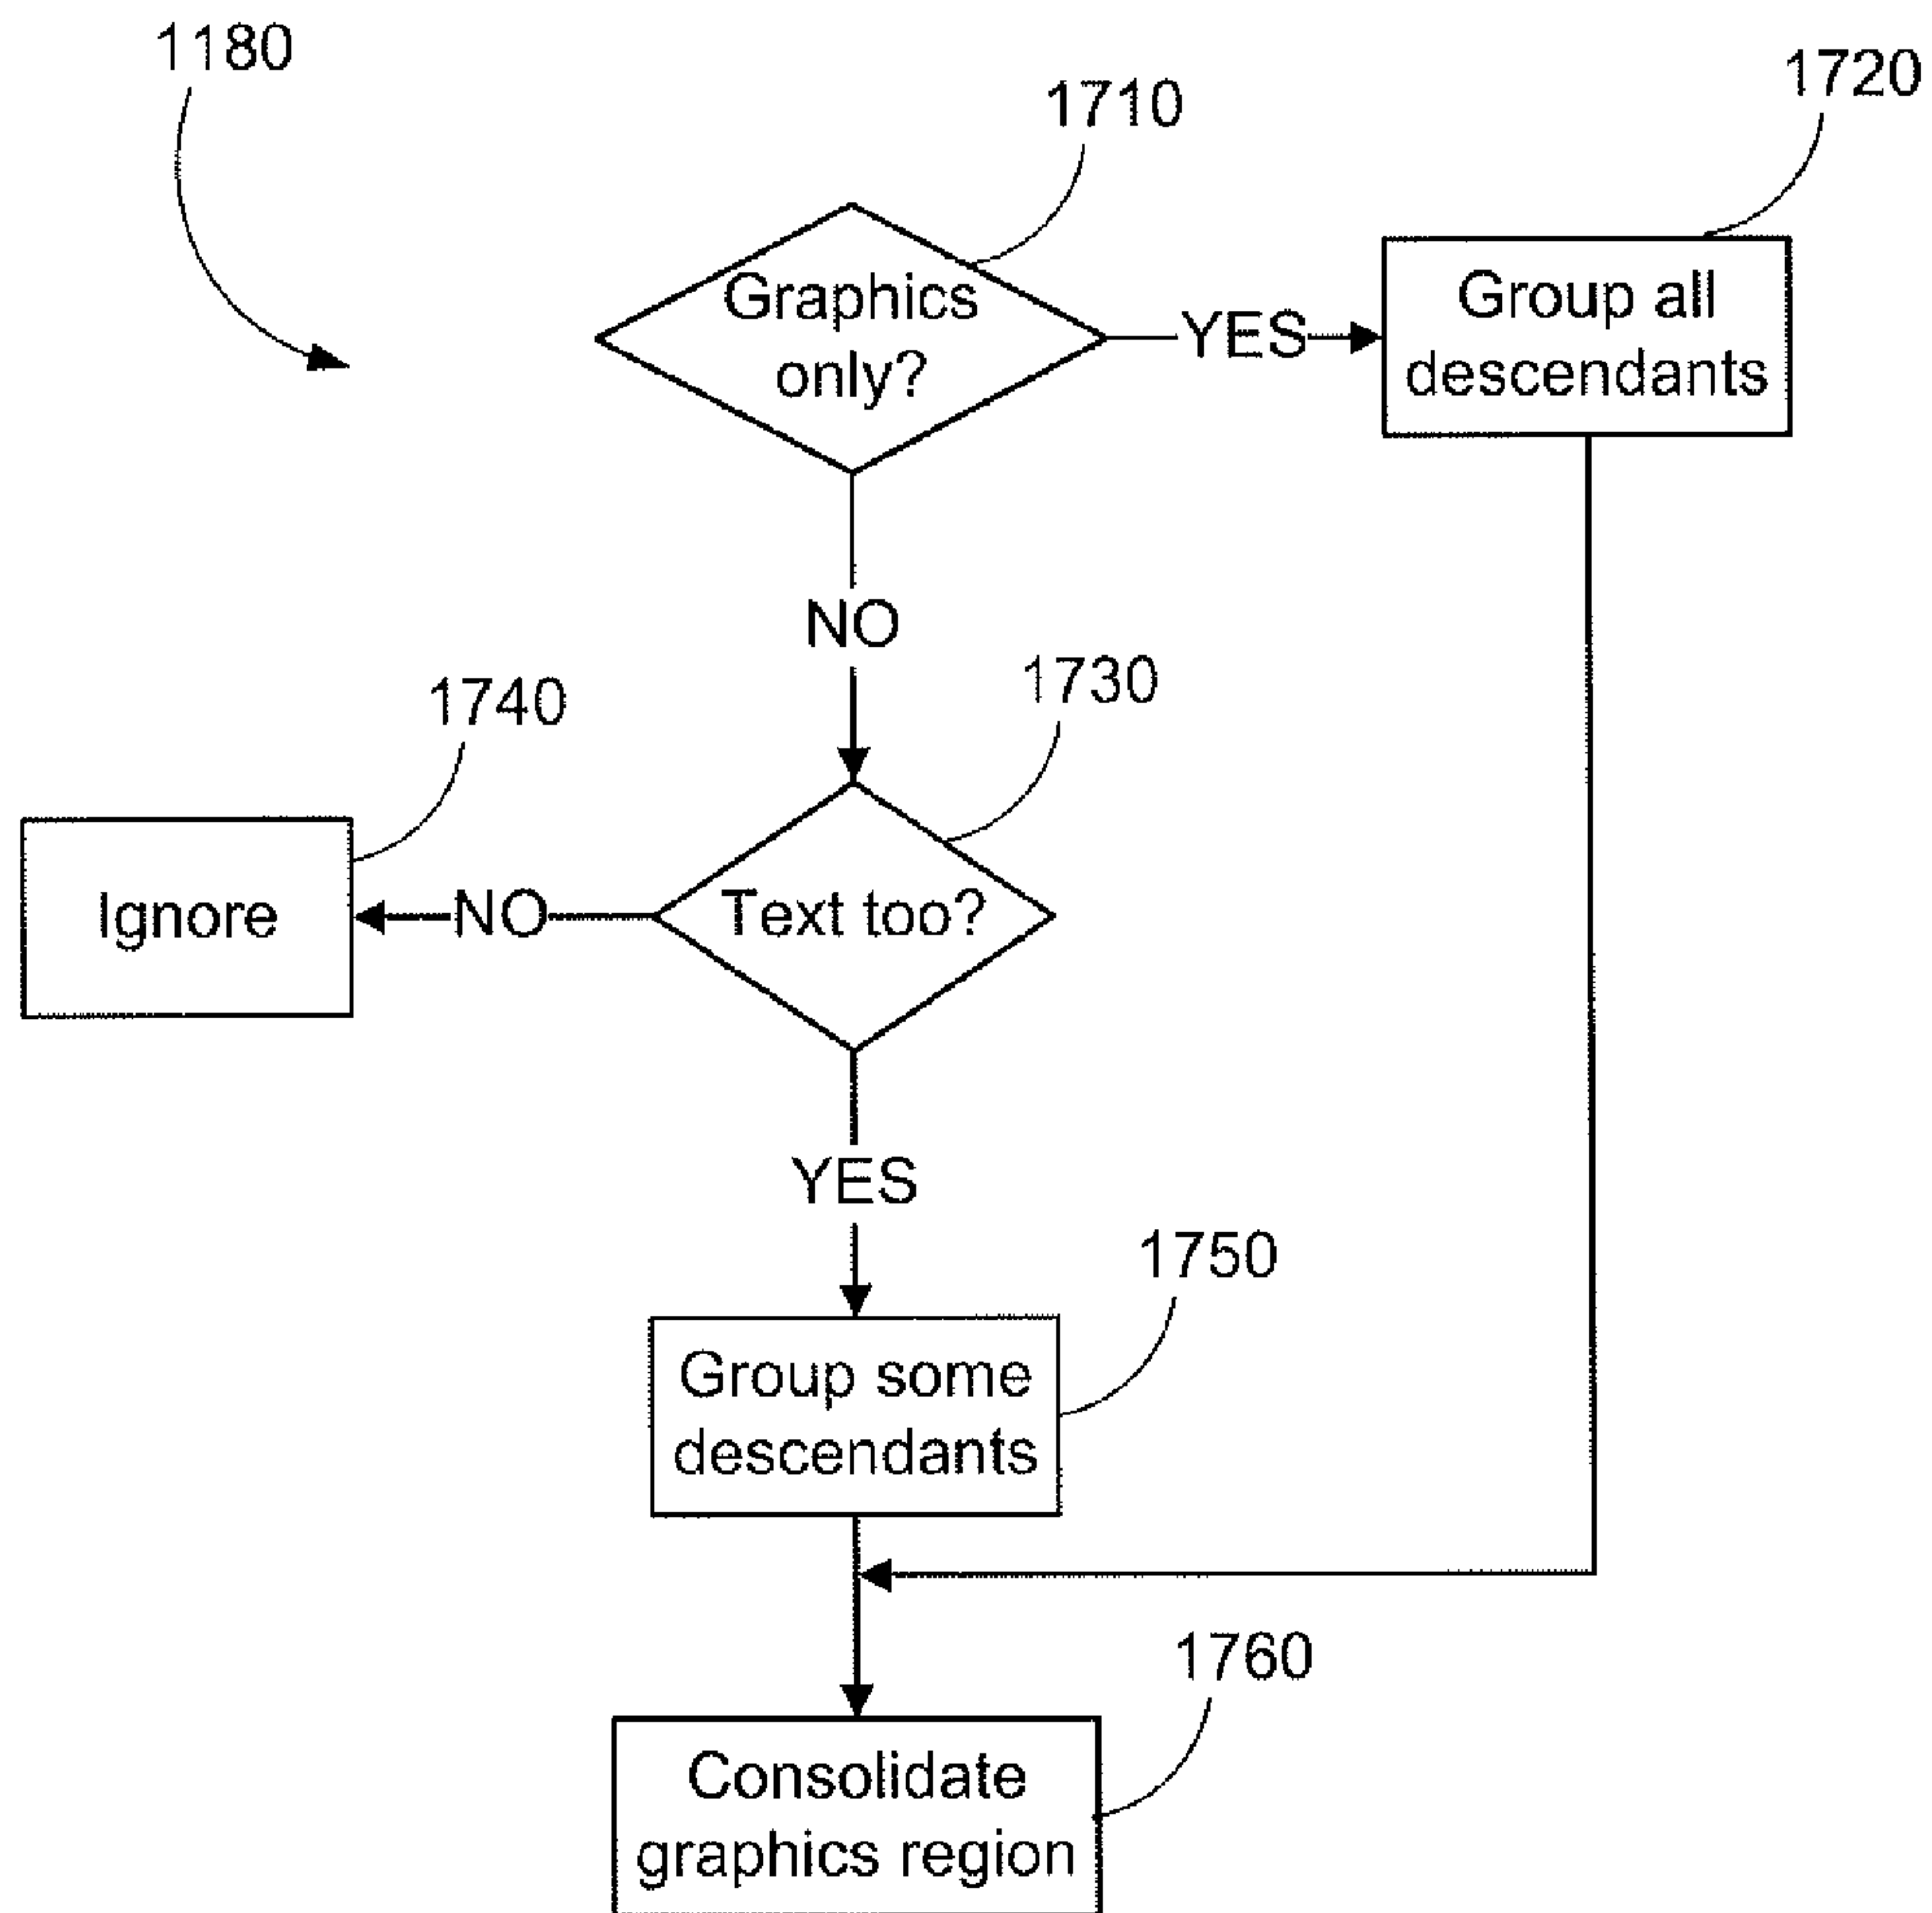 1180
1710
1720
Graphics
only?
YES
Group all
descendants
NO
1730
1740
Ignore
NO
Text too?
YES
1750
Group some
descendants
1760
Consolidate
graphics region